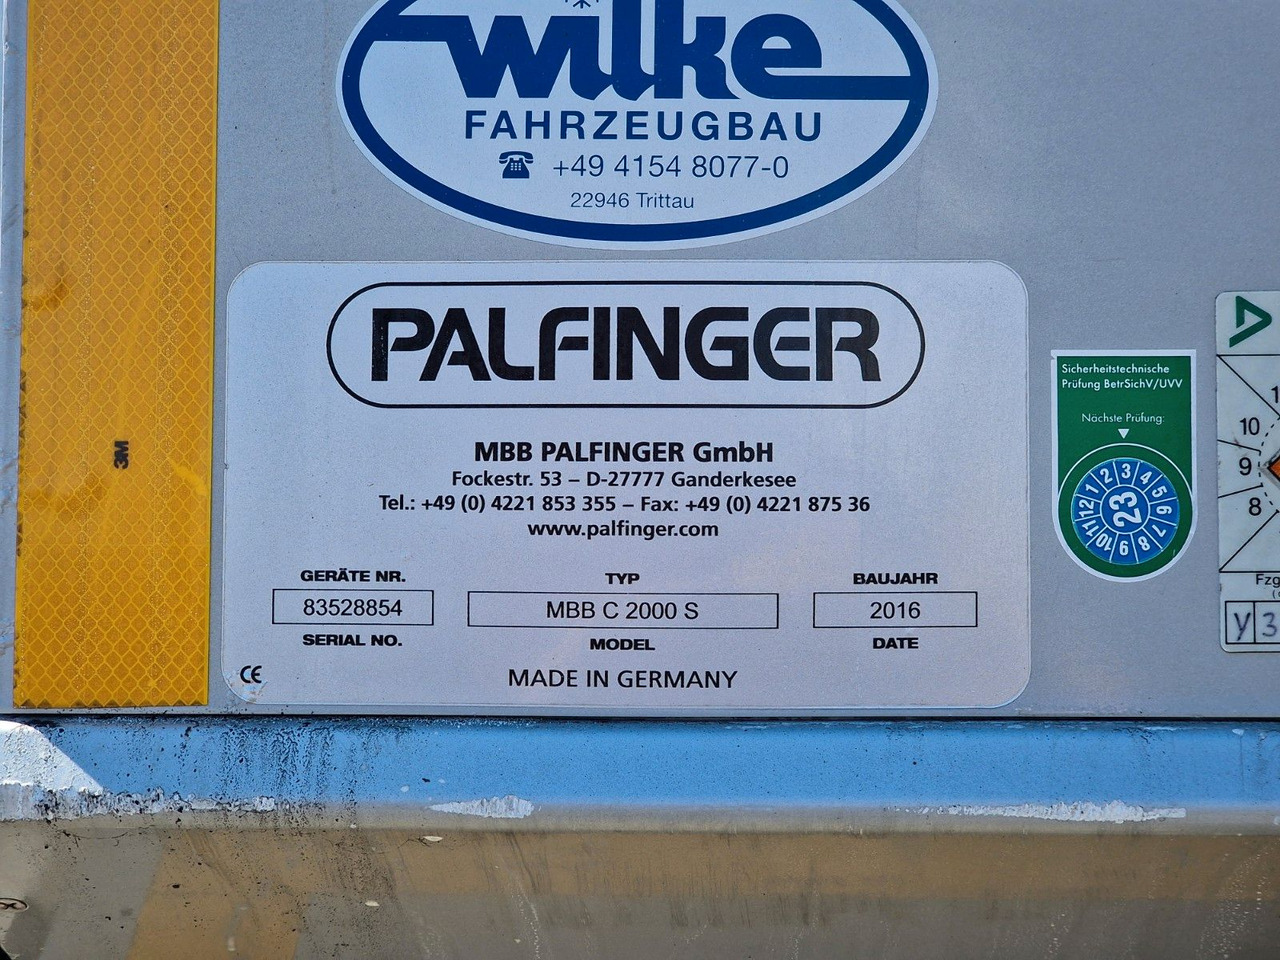 wilke
FAHRZEUGBAU
+49 4154 8077-0
22946 Trittau
PALFINGER
MBB PALFINGER GmbH
Fockestr. 53 – D-27777 Ganderkesee
Tel.: +49 (0) 4221 853 355 – Fax: +49 (0) 4221 875 36
www.palfinger.com
GERÄTE NR.
83528854
SERIAL NO.
TYP
MBB C 2000 S
MODEL
BAUJAHR
2016
DATE
CE
MADE IN GERMANY
3M
Sicherheitstechnische
Prüfung BetrSichV/UVV
Nächste Prüfung:
23
1 2 3 4 5 6 7 8 9 10 11 12
10
9
8
Fzg
y 3